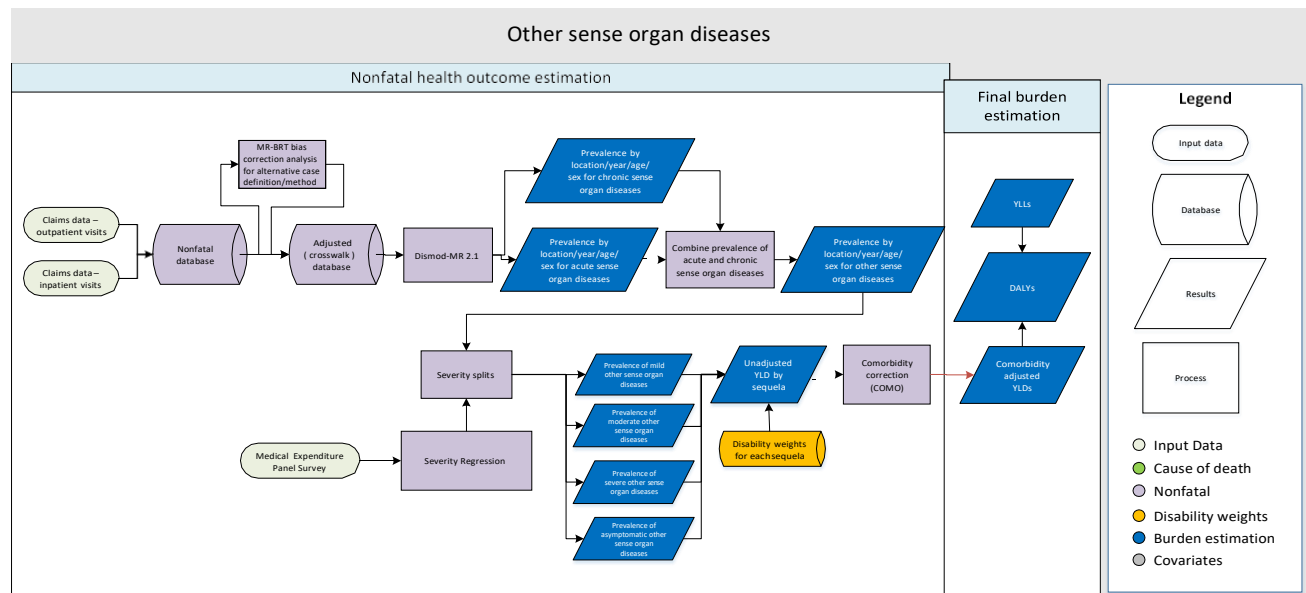 Other sense organ diseases
Nonfatal health outcome estimation
Final burden
estimation
Legend
Input data
Database
Results
Process
Input Data
Cause of death
Nonfatal
Disability weights
Burden estimation
Covariates
MR-BRT bias
correction analysis
for alternative case
definition/method
Claims data –
outpatient visits
Claims data–
inpatient visits
Nonfatal
database
Adjusted
( crosswalk )
database
Dismod-MR 2.1
Prevalence by
location/year/age/
sex for chronic sense
organ diseases
Prevalence by
location/year/age/
sex for acute sense
organ diseases
Combine prevalence of
acute and chronic
sense organ diseases
Prevalence by
location/year/age/
sex for other sense
organ diseases
YLLs
DALYs
Severity splits
Prevalence of mild
other sense organ
diseases
Prevalence of
moderate other
sense organ
diseases
Prevalence of
severe other sense
organ diseases
Prevalence of
asymptomatic other
sense organ
diseases
Unadjusted
YLD by
sequela
Comorbidity
correction
(COMO)
Comorbidity
adjusted
YLDs
Medical Expenditure
Panel Survey
Severity Regression
Disability weights
for eachsequela